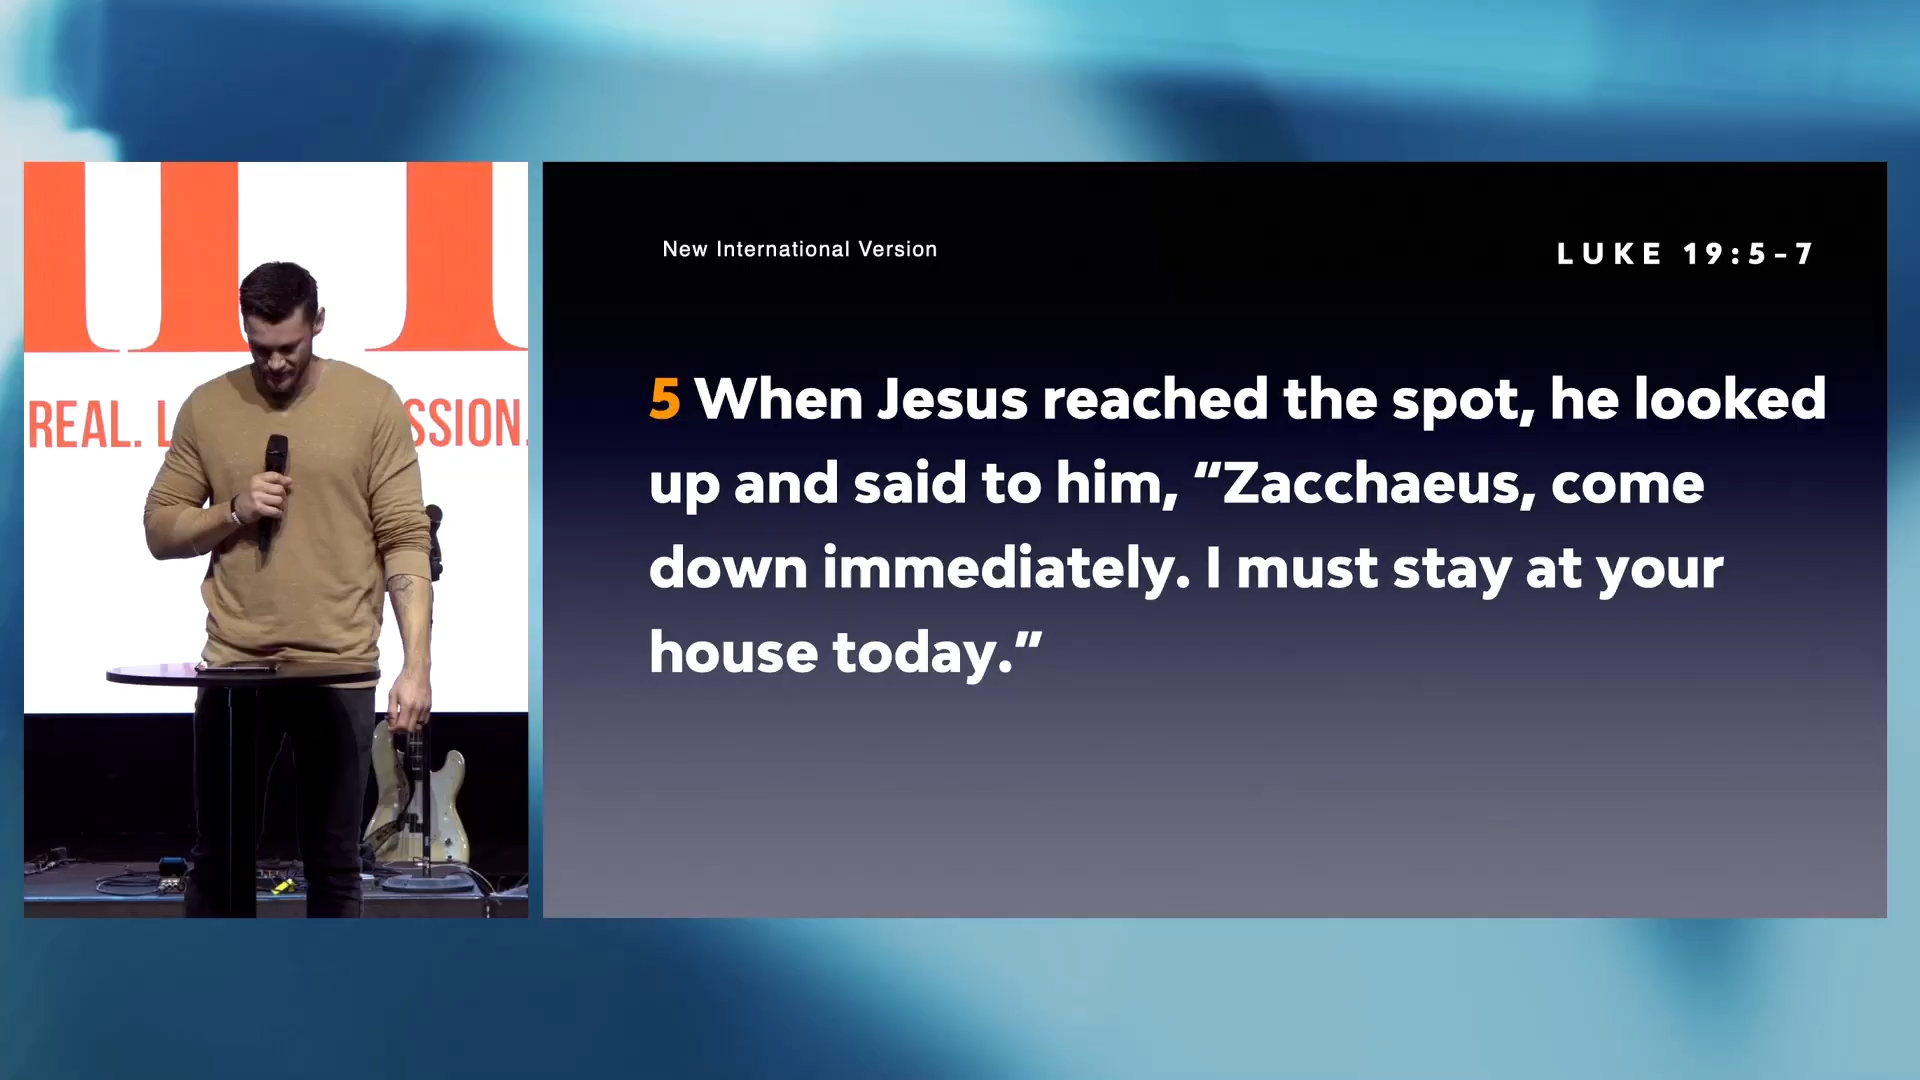 REAL.
SSION.
New International Version
LUKE 19:5-7
5 When Jesus reached the spot, he looked
up and said to him, “Zacchaeus, come
down immediately. I must stay at your
house today.”